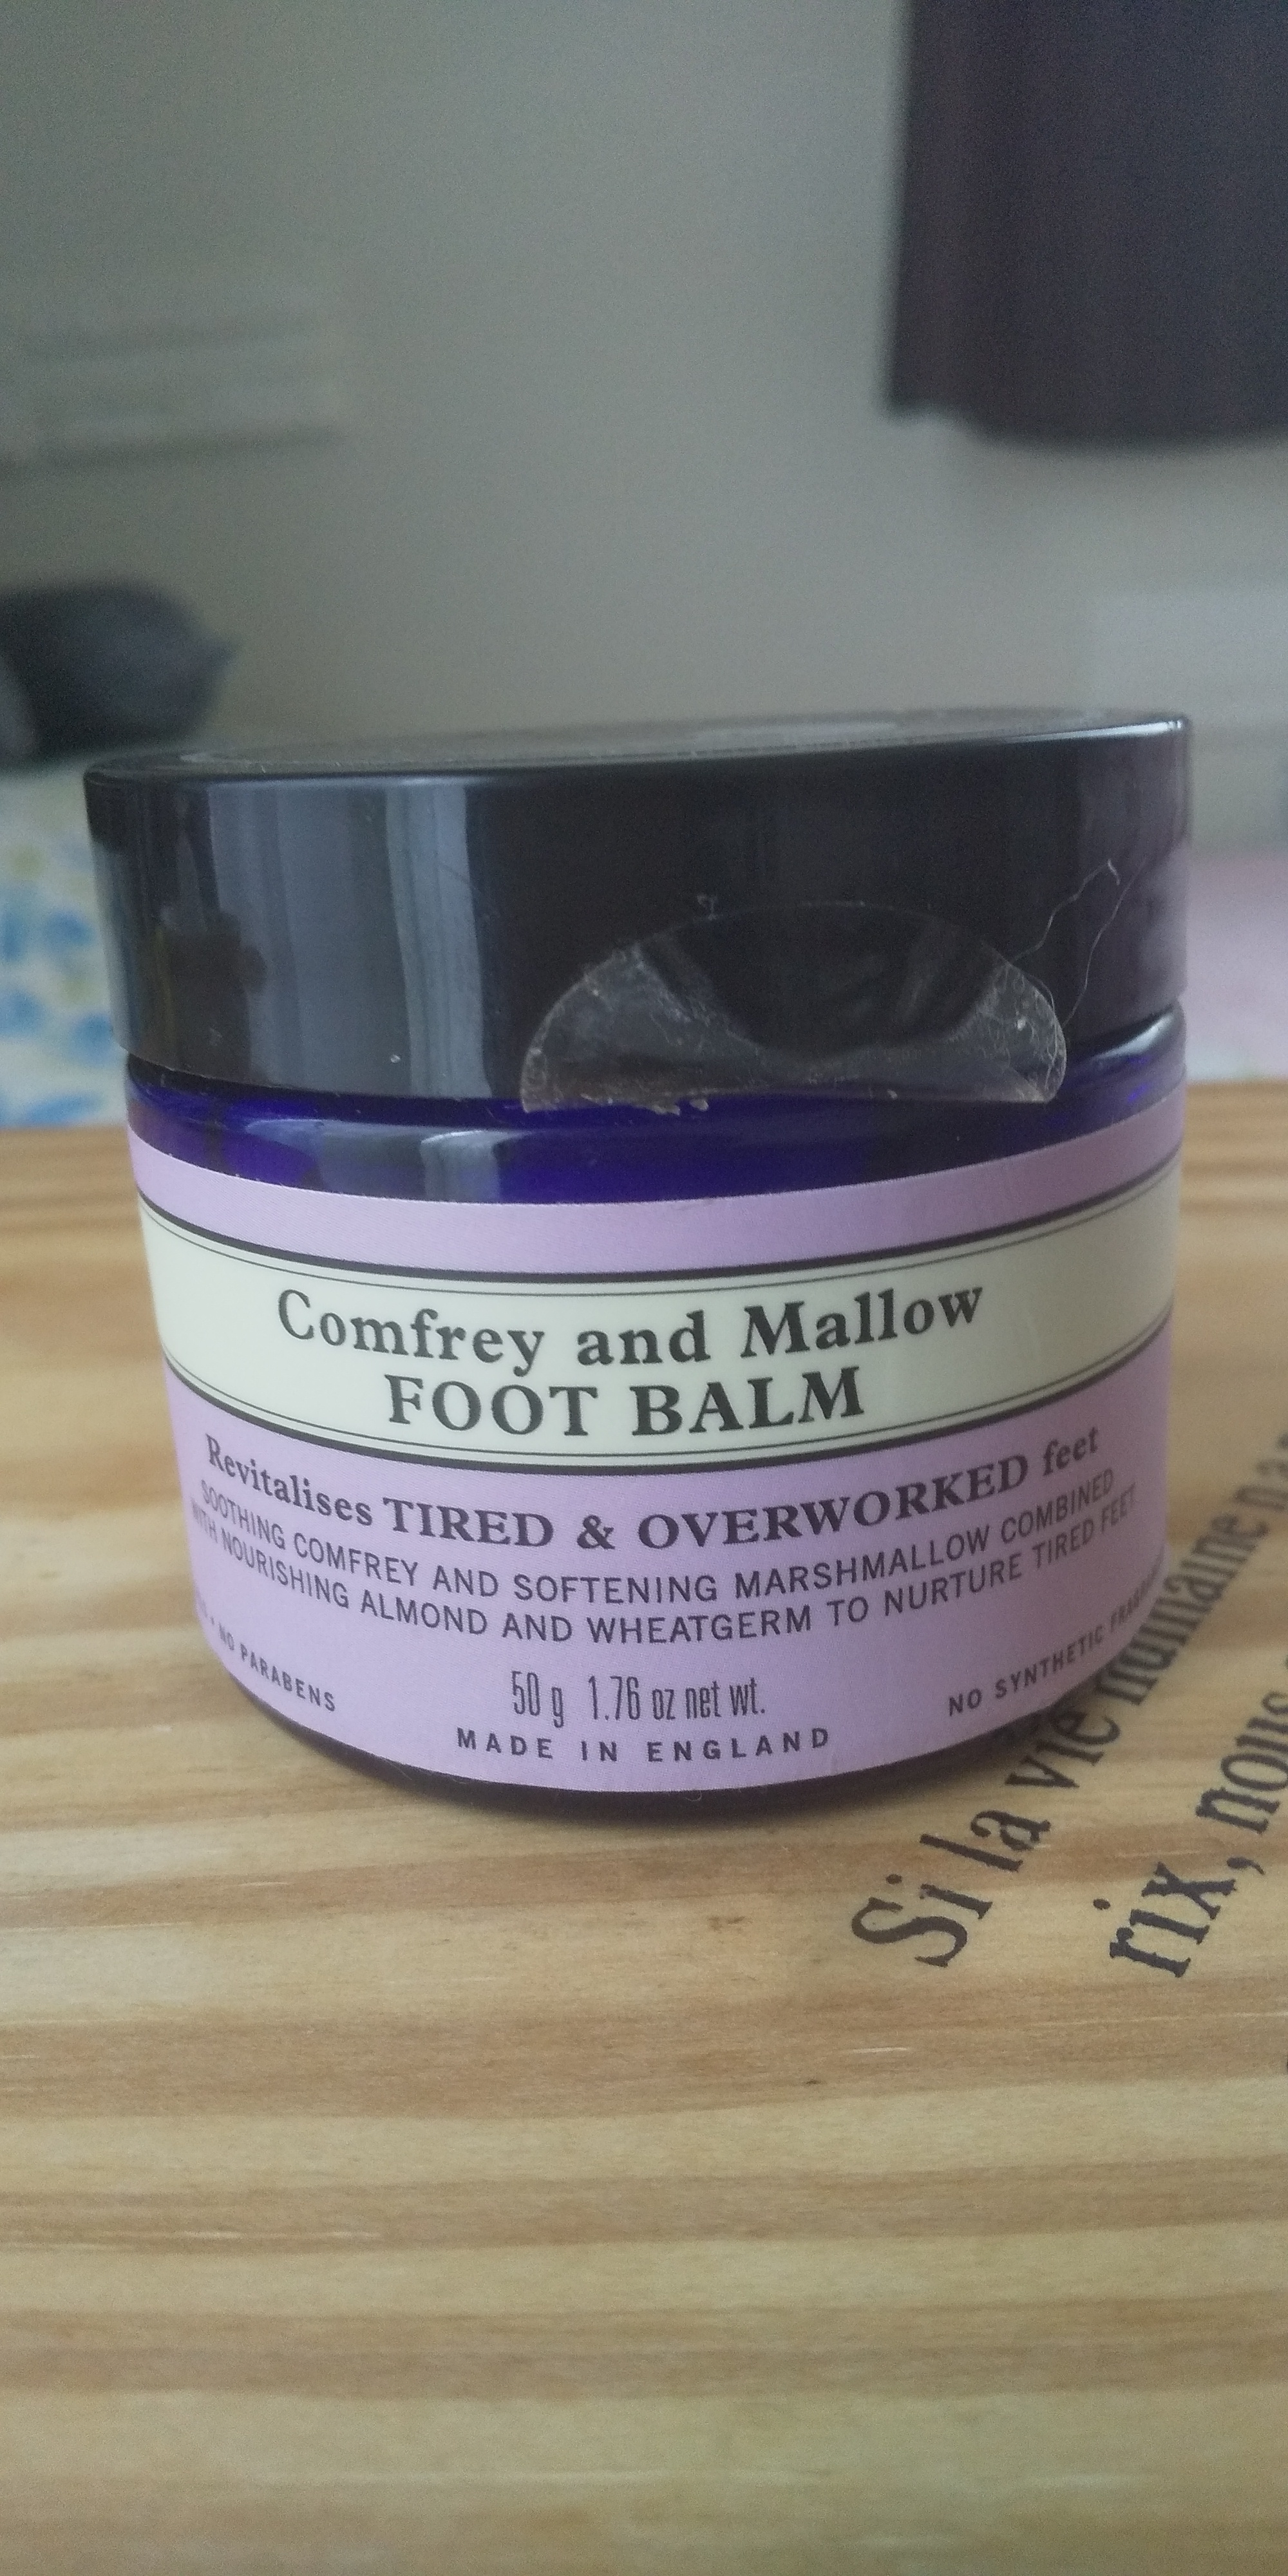 Comfrey and Mallow
FOOT BALM
Revitalises TIRED & OVERWORKED feet
SOOTHING COMFREY AND SOFTENING MARSHMALLOW COMBINED
WITH NOURISHING ALMOND AND WHEATGERM TO NURTURE TIRED FEET
• NO PARABENS
50 g 1.76 oz net wt.
NO SYNTHETIC
MADE IN ENGLAND
Si la vie humaine
rix, nous